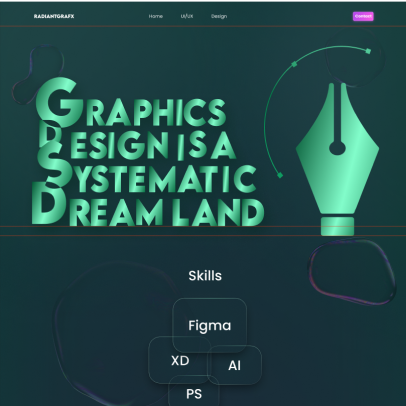 RADIANTGRAFX
Home UI/UX Design Contact
GRAPHICS
DESIGN IS A
SYSTEMATIC
DREAM LAND
Skills
Figma
XD
AI
PS